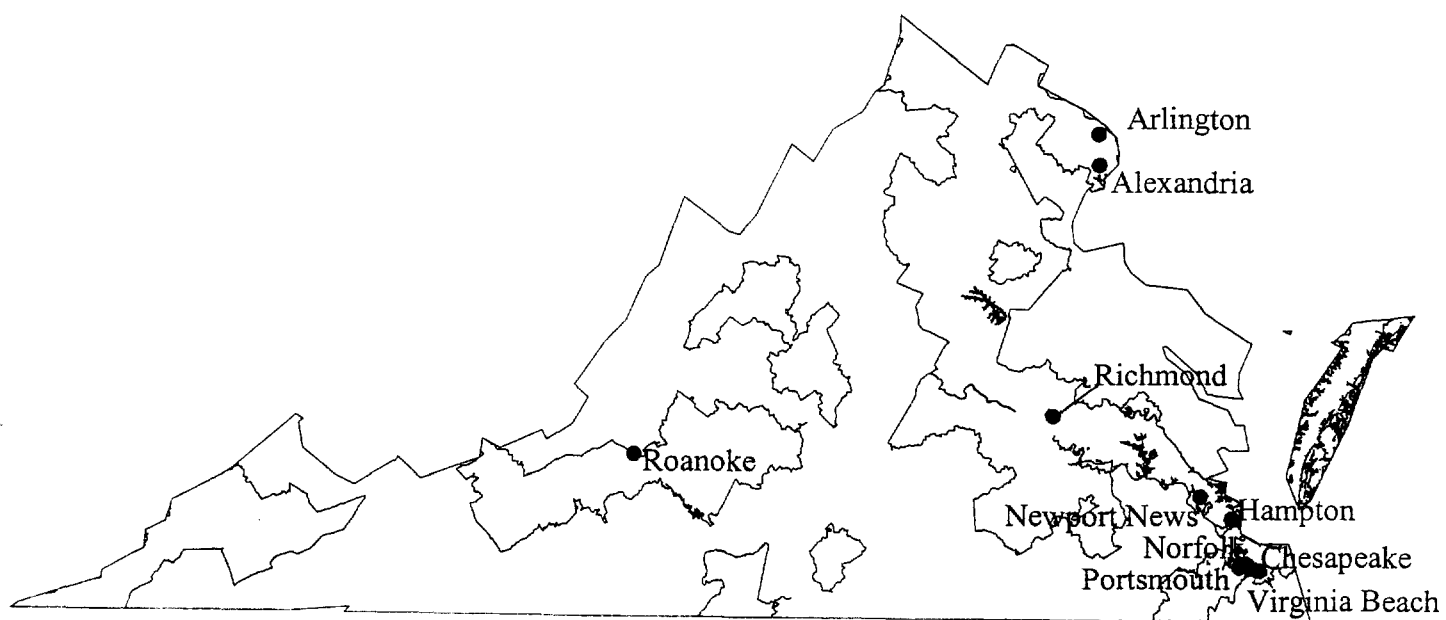 Arlington
Alexandria
Richmond
Roanoke
Newport News
Hampton
Norfolk
Chesapeake
Portsmouth
Virginia Beach